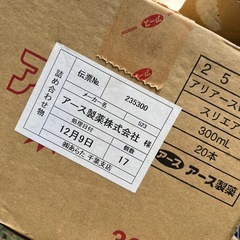 伝票№
235300
詰め合わせ物
メーカー名
523
アース製薬株式会社 様
処理日付
個数
12月9日
17
㈱あらた 千葉支店
25
アリアース
スリエア
300mL
20本
アース アース製薬